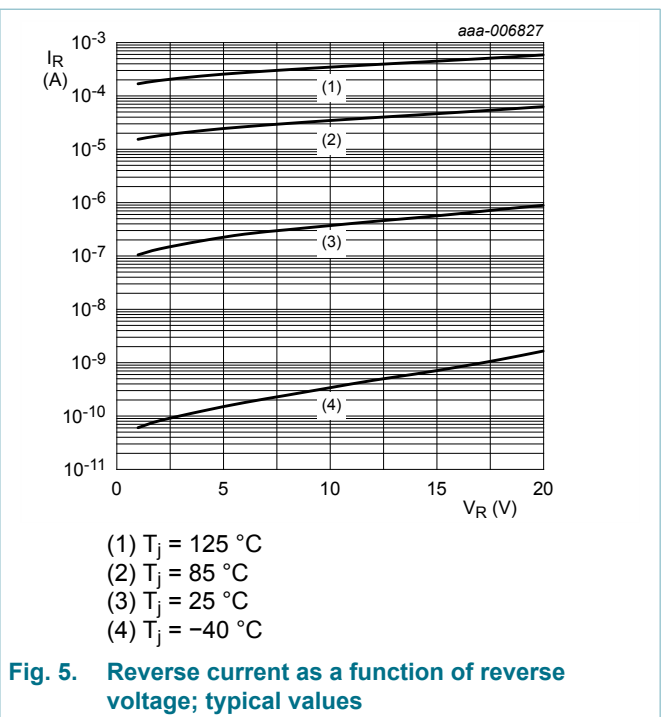 aaa-006827
I_R
(A)
10^-3
10^-4
10^-5
10^-6
10^-7
10^-8
10^-9
10^-10
10^-11
(1)
(2)
(3)
(4)
0 5 10 15 20
V_R (V)
(1) T_j = 125 °C
(2) T_j = 85 °C
(3) T_j = 25 °C
(4) T_j = −40 °C
Fig. 5. Reverse current as a function of reverse
voltage; typical values